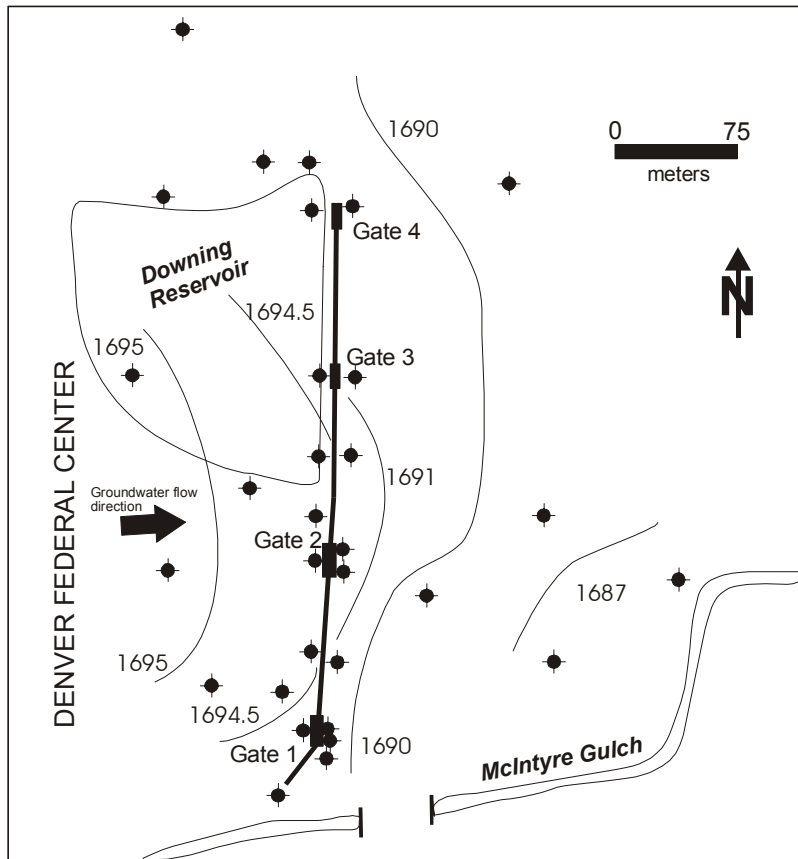 1690
0 75
meters
Gate 4
Downing
Reservoir
1694.5
N
1695
Gate 3
DENVER FEDERAL CENTER
1691
Groundwater flow
direction
Gate 2
1687
1695
1694.5
Gate 1
1690
McIntyre Gulch